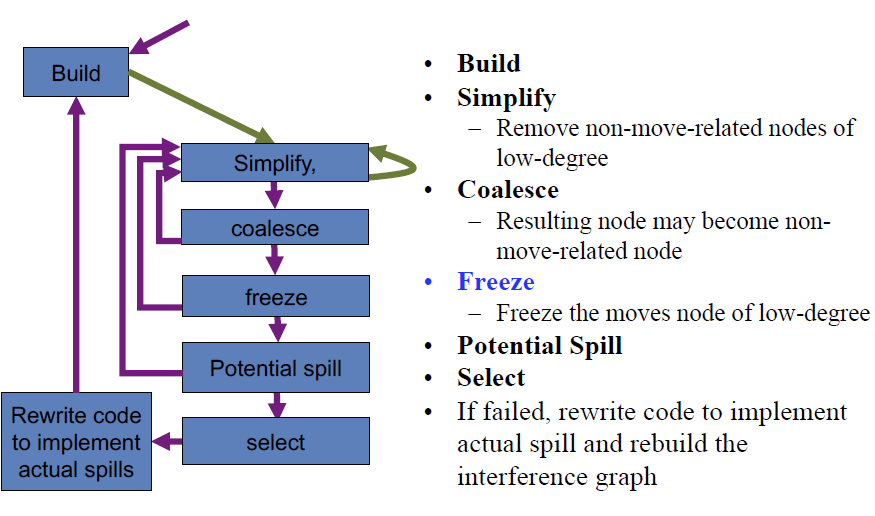 Build
Simplify,
coalesce
freeze
Potential spill
select
Rewrite code
to implement
actual spills
• Build
• Simplify
– Remove non-move-related nodes of
low-degree
• Coalesce
– Resulting node may become non-
move-related node
• Freeze
– Freeze the moves node of low-degree
• Potential Spill
• Select
• If failed, rewrite code to implement
actual spill and rebuild the
interference graph